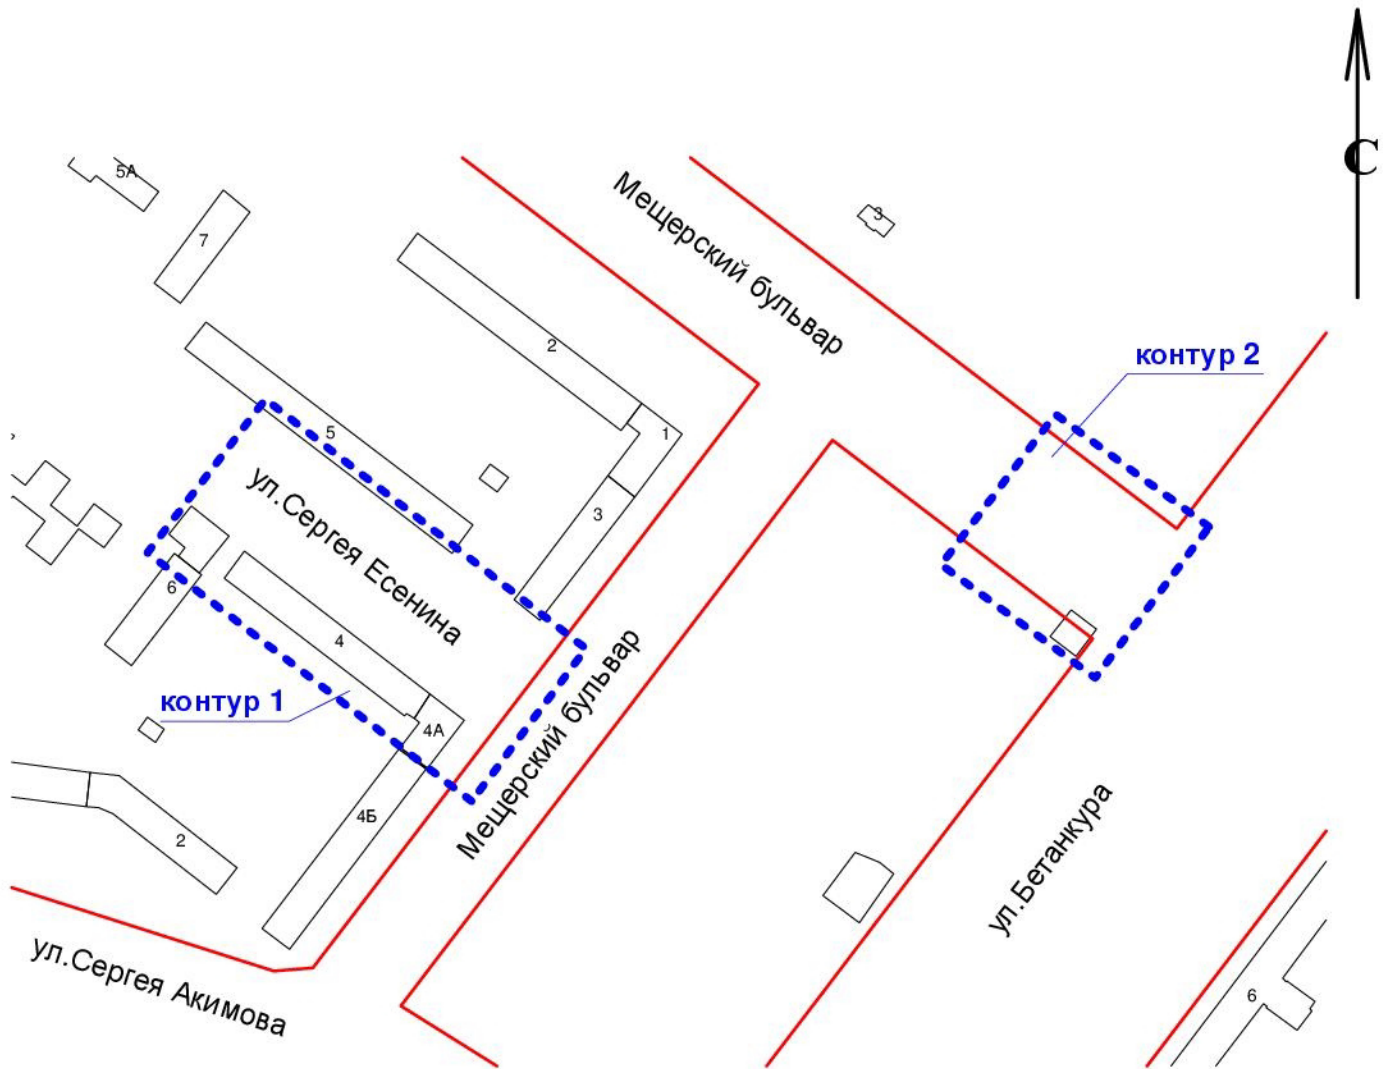 С
5А
Мещерский бульвар
3
7
2
контур 2
5
1
ул.Сергея Есенина
3
6
4
Мещерский бульвар
контур 1
4А
4Б
2
ул.Бетанкура
ул.Сергея Акимова
6